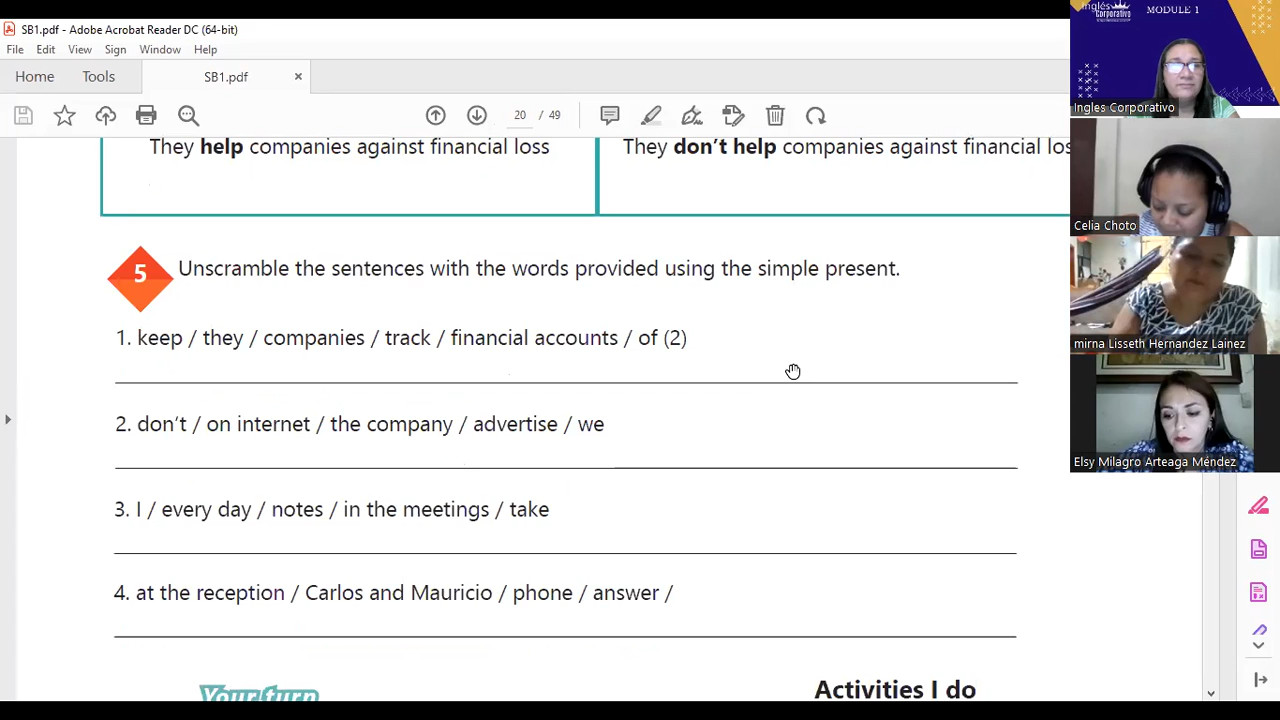 SB1.pdf - Adobe Acrobat Reader DC (64-bit)
File Edit View Sign Window Help
Home Tools SB1.pdf ×
20 / 49
They help companies against financial loss
They don't help companies against financial los
5 Unscramble the sentences with the words provided using the simple present.
1. keep / they / companies / track / financial accounts / of (2)
2. don't / on internet / the company / advertise / we
3. I / every day / notes / in the meetings / take
4. at the reception / Carlos and Mauricio / phone / answer /
Your turn
Activities I do
Inglés
Corporativo
MODULE 1
Ingles Corporativo
Celia Choto
mirna Lisseth Hernandez Lainez
Elsy Milagro Arteaga Méndez